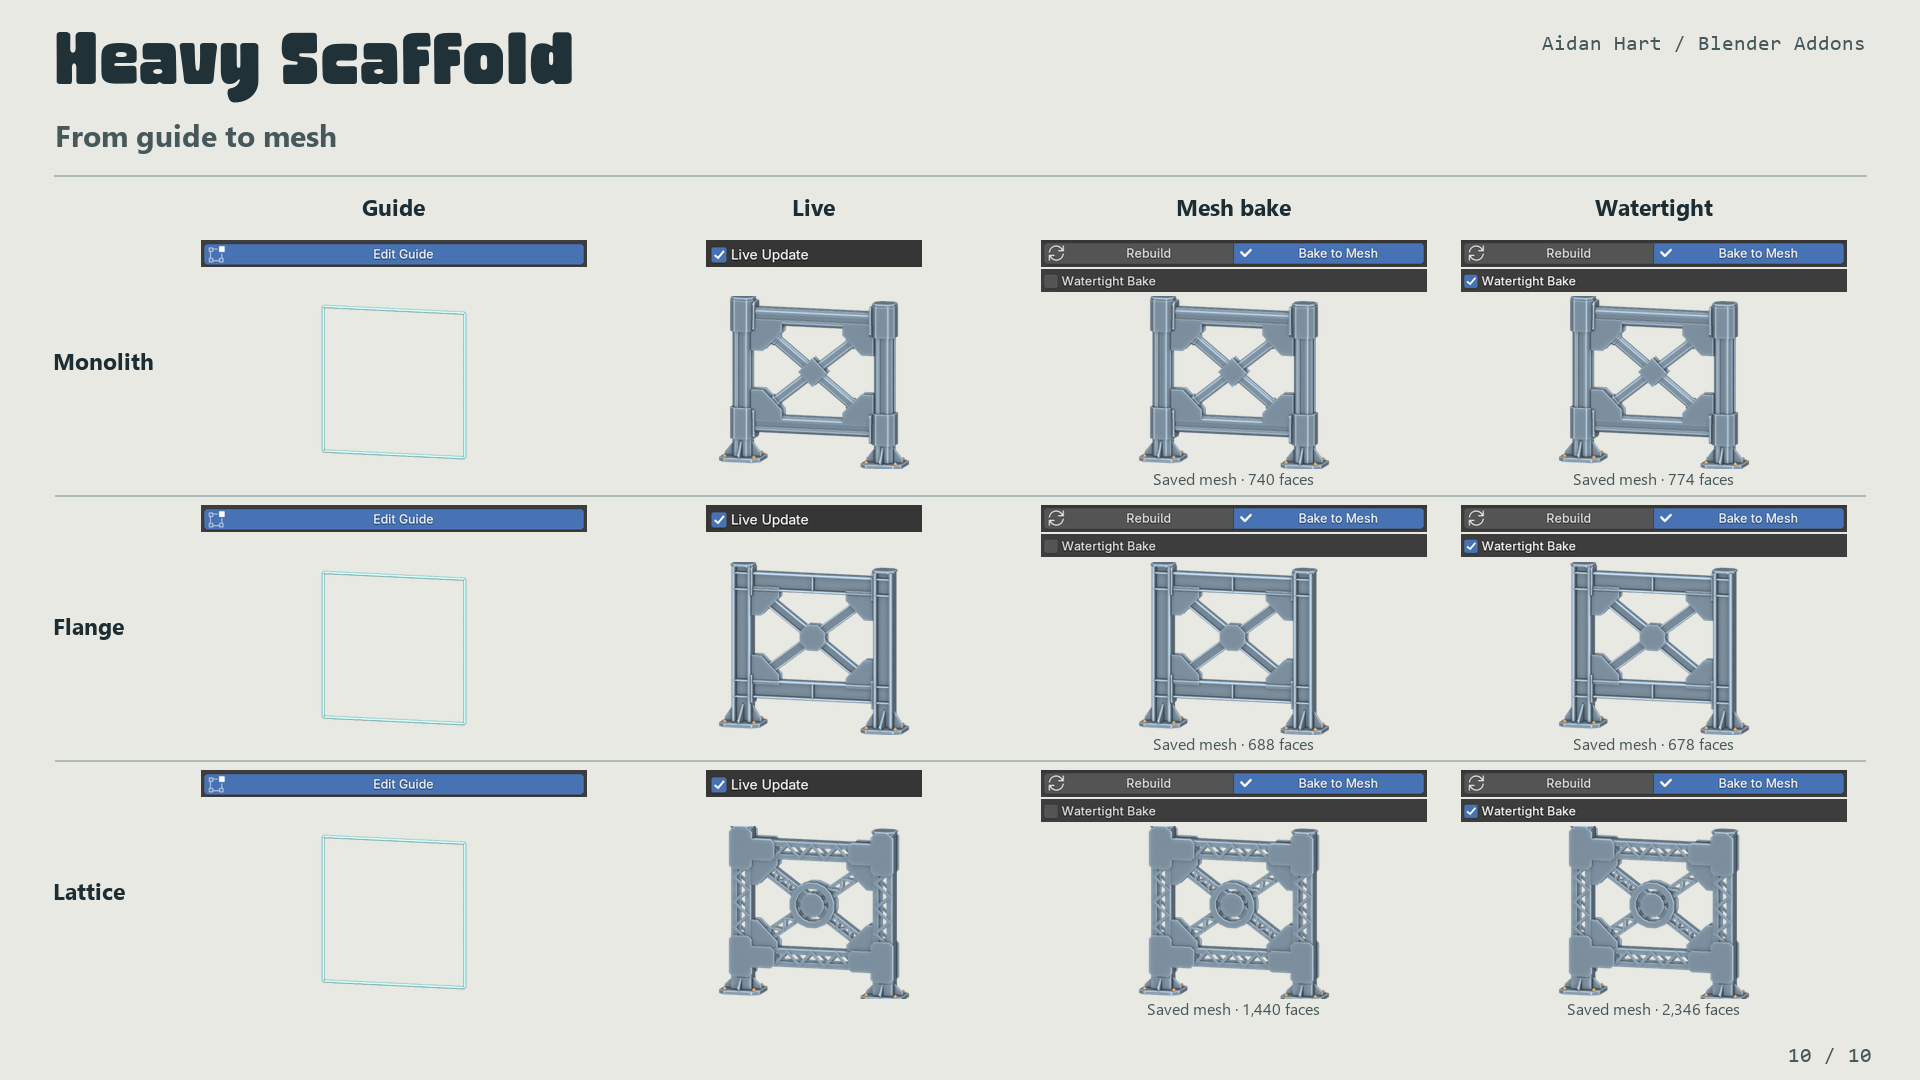 Heavy Scaffold
Aidan Hart / Blender Addons
From guide to mesh
Guide
Live
Mesh bake
Watertight
Edit Guide
Live Update
Rebuild
Bake to Mesh
Rebuild
Bake to Mesh
Watertight Bake
Watertight Bake
Monolith
Saved mesh · 740 faces
Saved mesh · 774 faces
Edit Guide
Live Update
Rebuild
Bake to Mesh
Rebuild
Bake to Mesh
Watertight Bake
Watertight Bake
Flange
Saved mesh · 688 faces
Saved mesh · 678 faces
Edit Guide
Live Update
Rebuild
Bake to Mesh
Rebuild
Bake to Mesh
Watertight Bake
Watertight Bake
Lattice
Saved mesh · 1,440 faces
Saved mesh · 2,346 faces
10 / 10